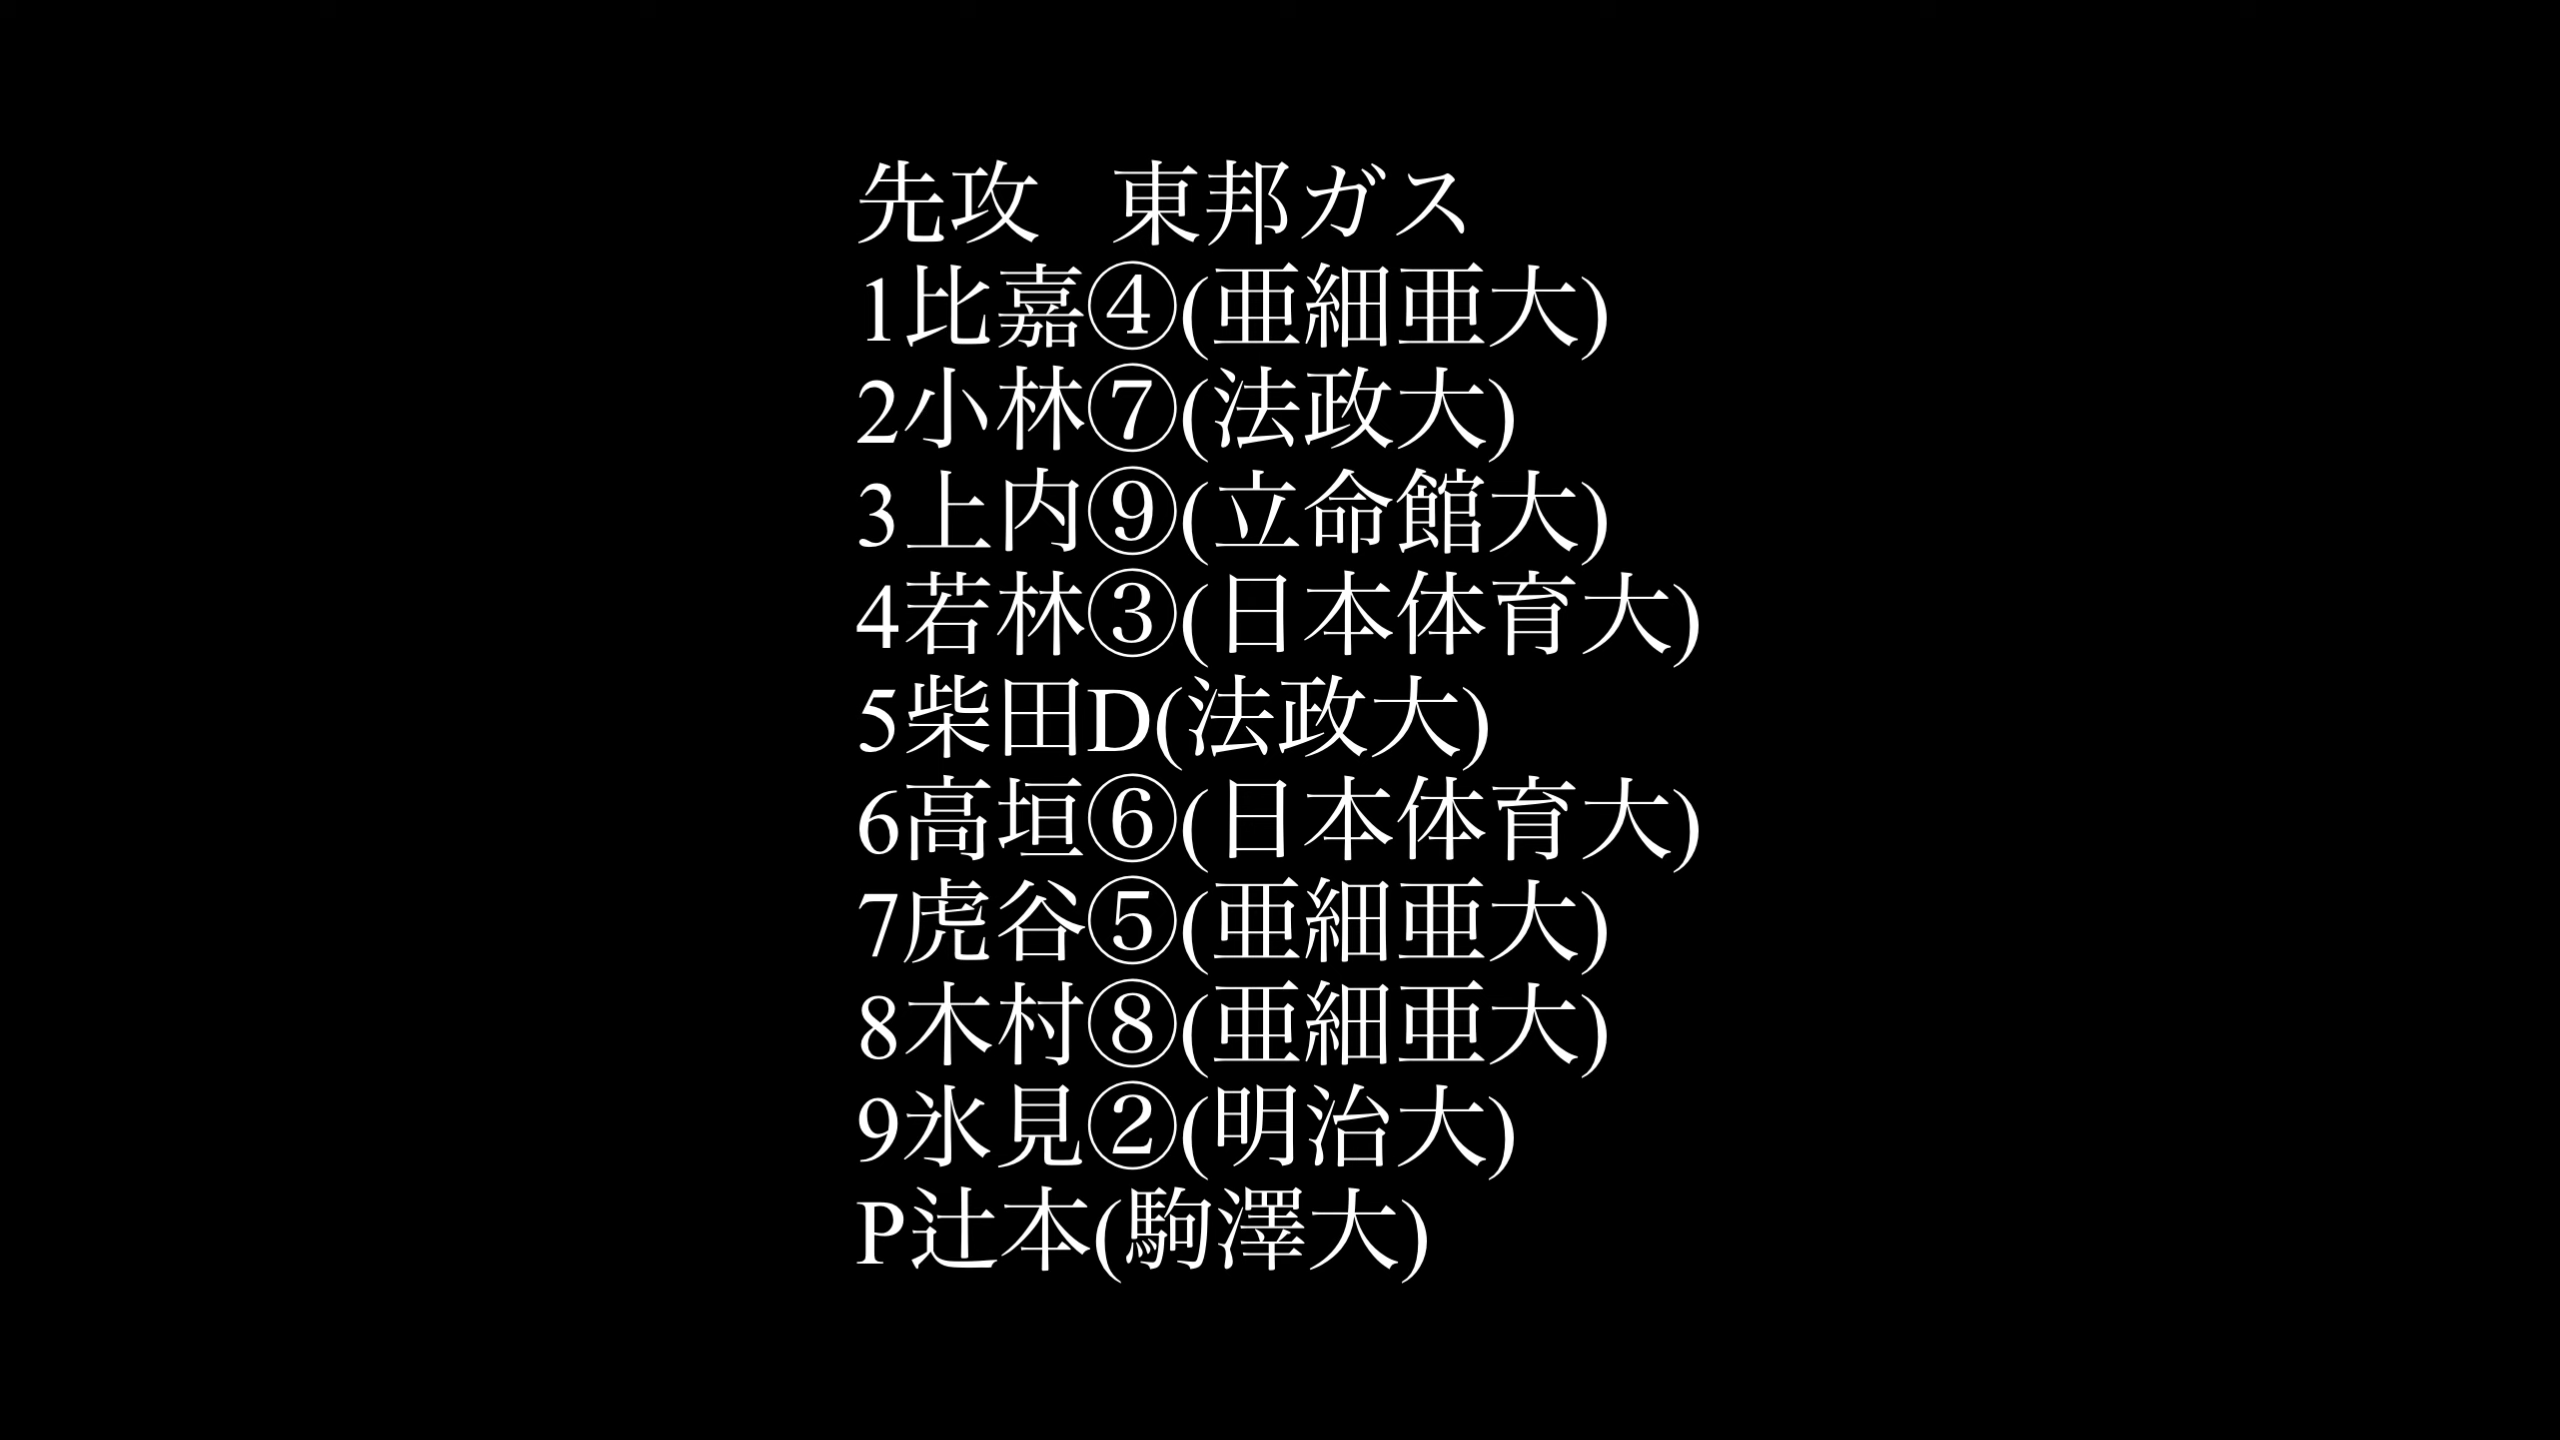 先攻　東邦ガス
1比嘉④(亜細亜大)
2小林⑦(法政大)
3上内⑨(立命館大)
4若林③(日本体育大)
5柴田D(法政大)
6高垣⑥(日本体育大)
7虎谷⑤(亜細亜大)
8木村⑧(亜細亜大)
9氷見②(明治大)
P辻本(駒澤大)